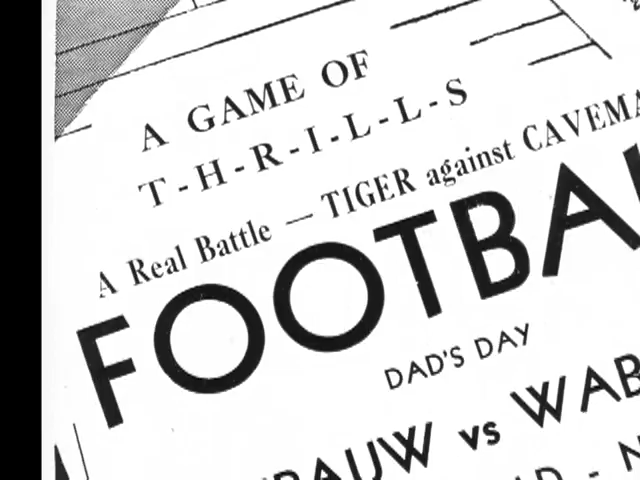 A GAME OF
T-H-R-I-L-L-S
A Real Battle — TIGER against CAVEMA
FOOTBA
DAD'S DAY
PAUW vs WAB